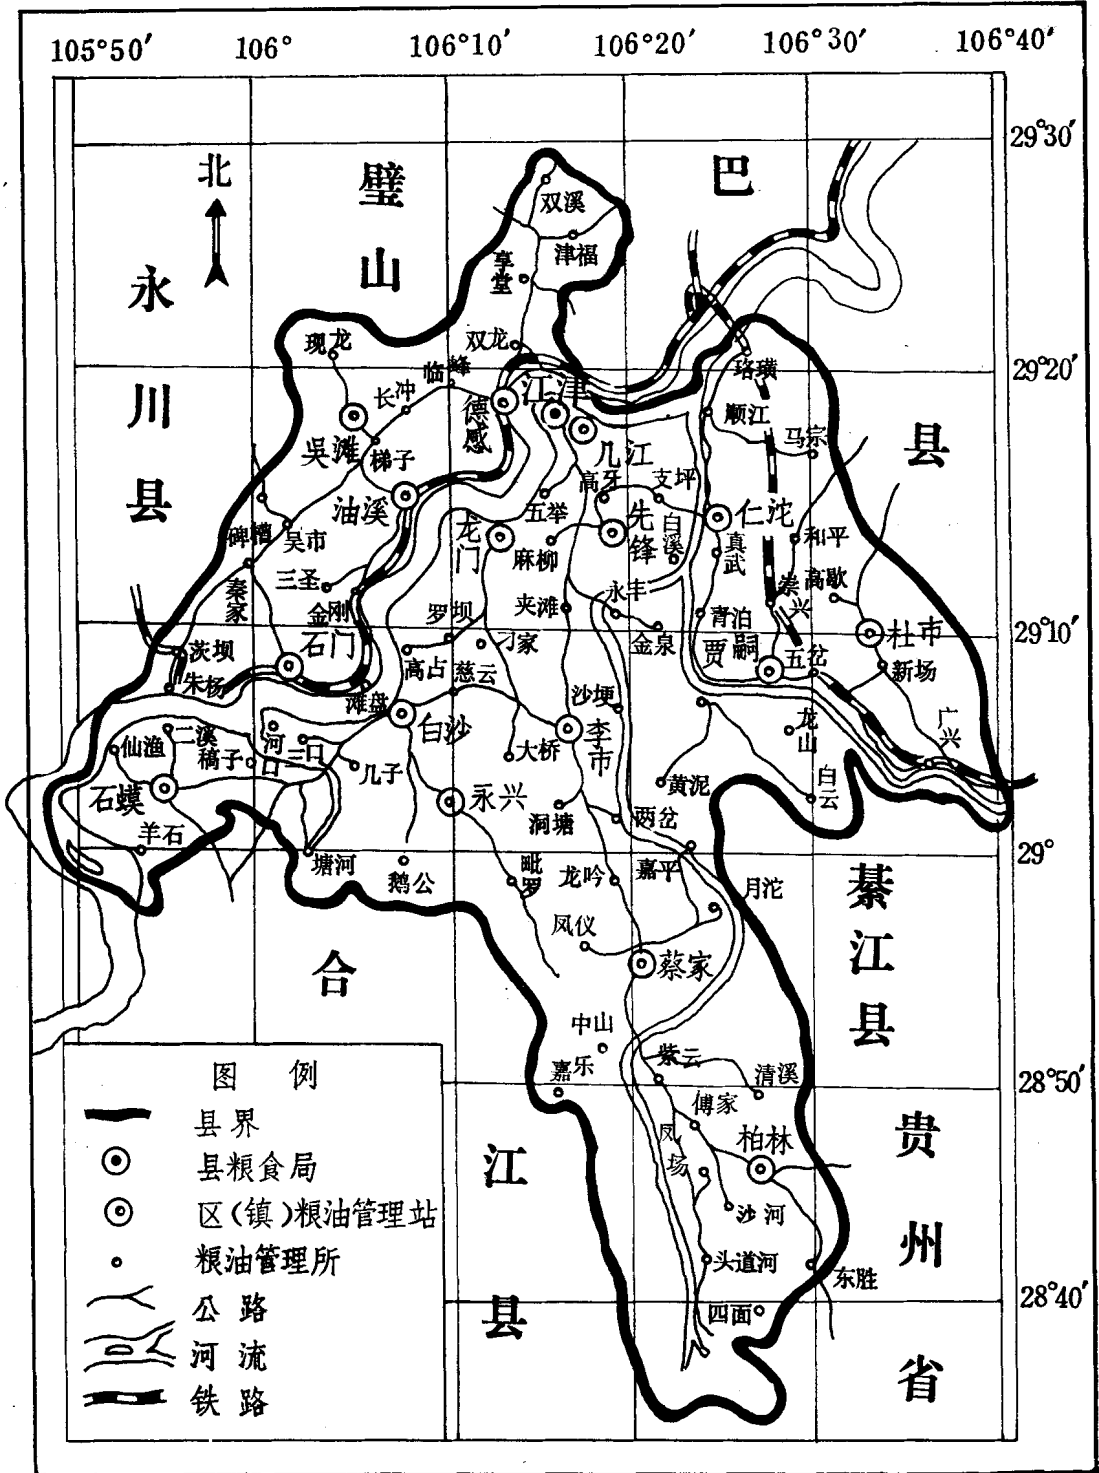 105°50′ 106° 106°10′ 106°20′ 106°30′ 106°40′
29°30′
29°20′
29°10′
29°
28°50′
28°40′
北
璧山
巴
县
永川县
綦江县
贵州省
合
江
县
双溪
津福
享堂
双龙
现龙
临峰
长冲
德感
江津
几江
吴滩
梯子
油溪
珞璜
顺江
马宗
高牙
支坪
仁沱
五举
先锋
白溪
真武
和平
龙门
麻柳
碑槽
吴市
秦家
三圣
金刚
石门
罗坝
夹滩
永丰
崇兴
高歇
杜市
刁家
金泉
青泊
贾嗣
五岔
新场
茨坝
朱杨
高占
慈云
滩盘
白沙
沙埂
李市
龙山
广兴
仙渔
二溪
稿子
河口
三口
几子
大桥
黄泥
白云
石蟆
永兴
羊石
洞塘
两岔
塘河
鹅公
毗罗
龙吟
嘉平
月沱
凤仪
蔡家
中山
嘉乐
紫云
清溪
傅家
柏林
凤场
沙河
头道河
东胜
四面
图 例
县界
县粮食局
区(镇)粮油管理站
粮油管理所
公路
河流
铁路